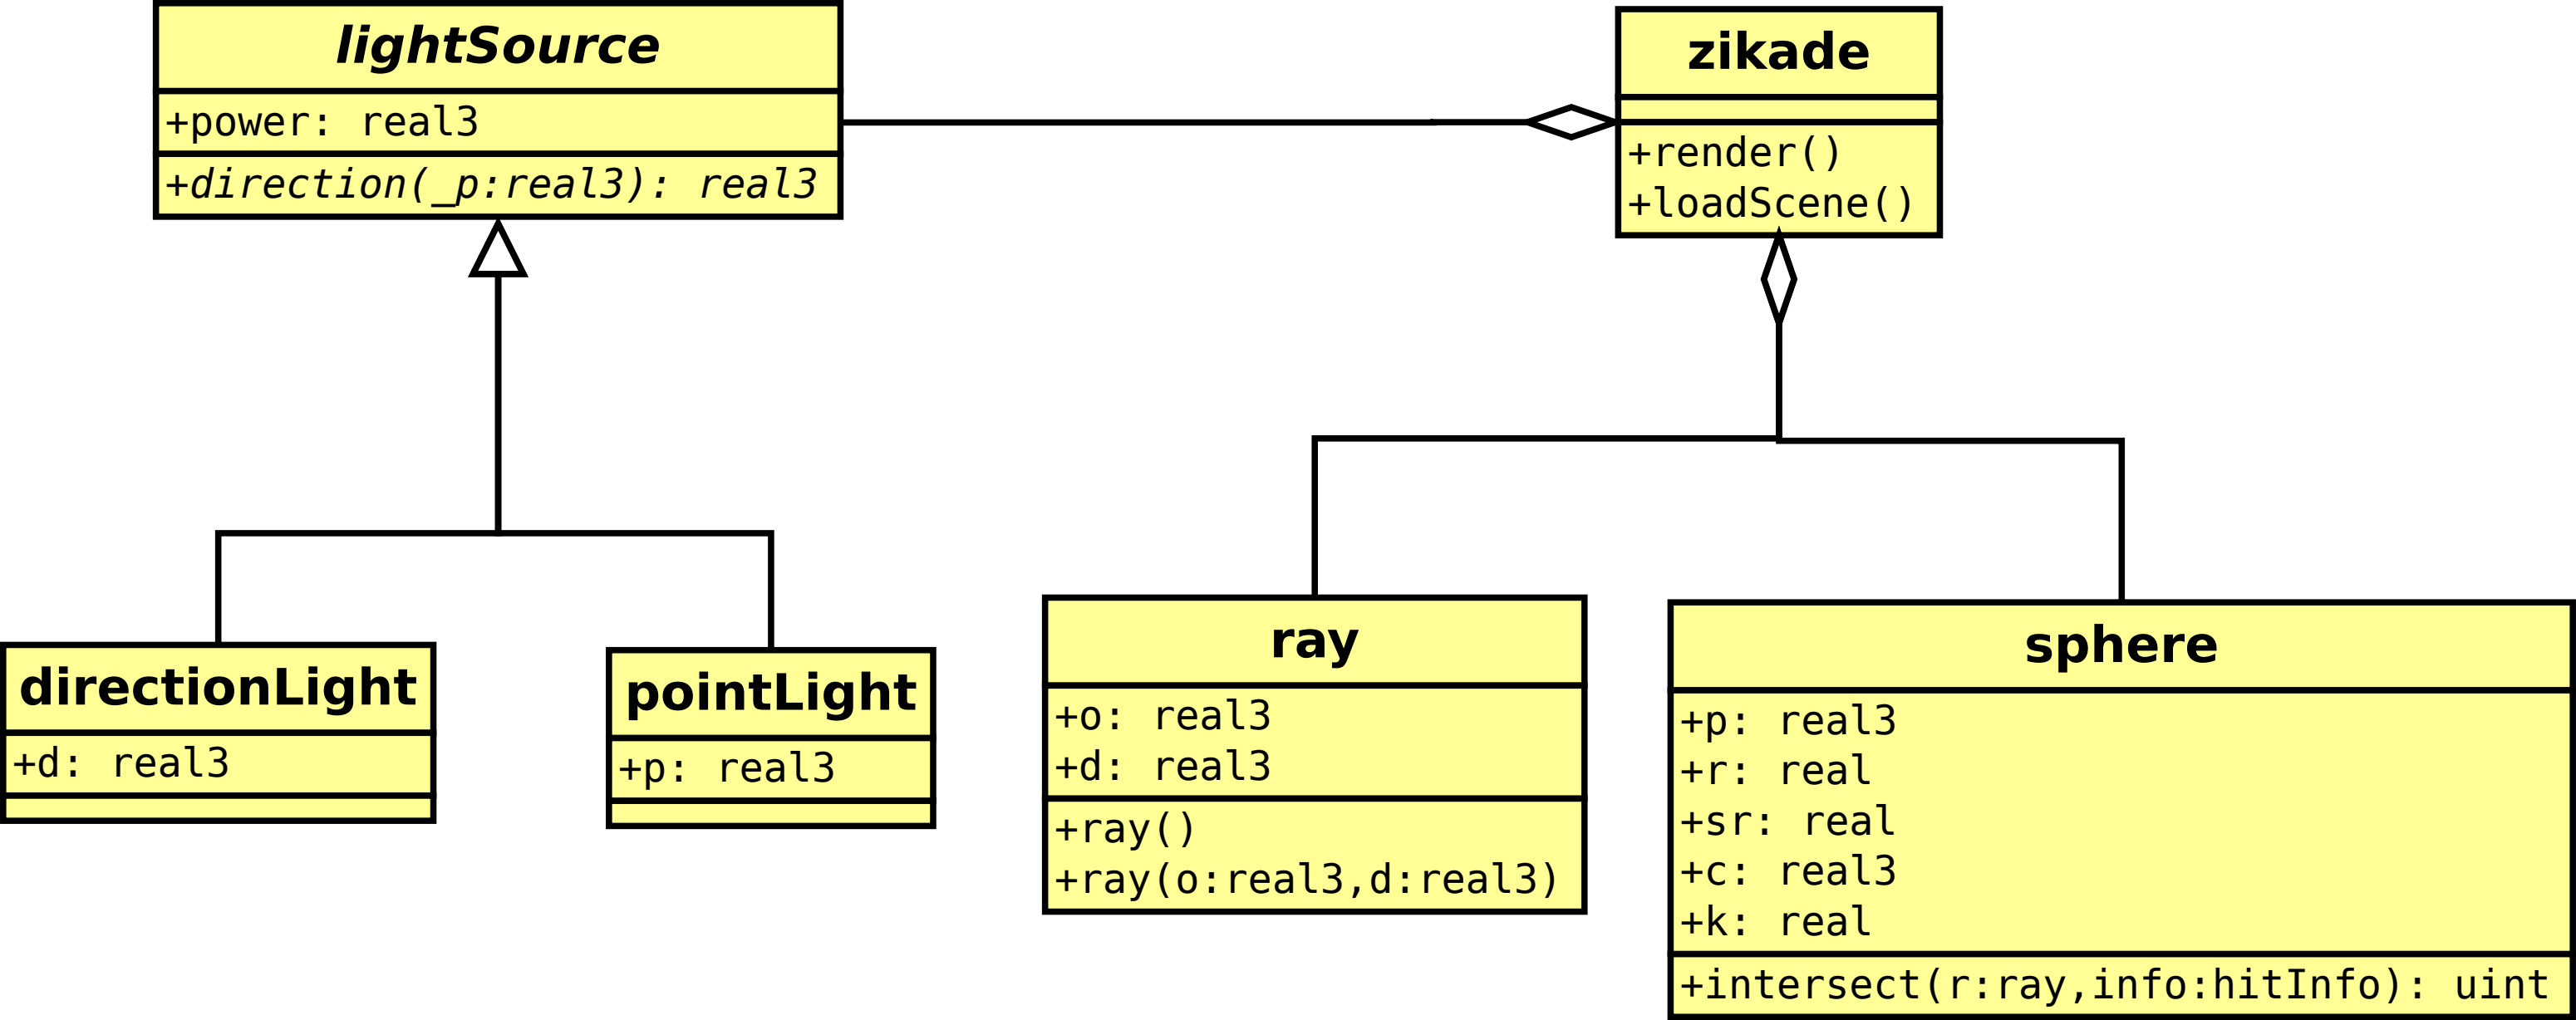 lightSource
+power: real3
+direction(_p:real3): real3
zikade
+render()
+loadScene()
directionLight
+d: real3
pointLight
+p: real3
ray
+o: real3
+d: real3
+ray()
+ray(o:real3,d:real3)
sphere
+p: real3
+r: real
+sr: real
+c: real3
+k: real
+intersect(r:ray,info:hitInfo): uint